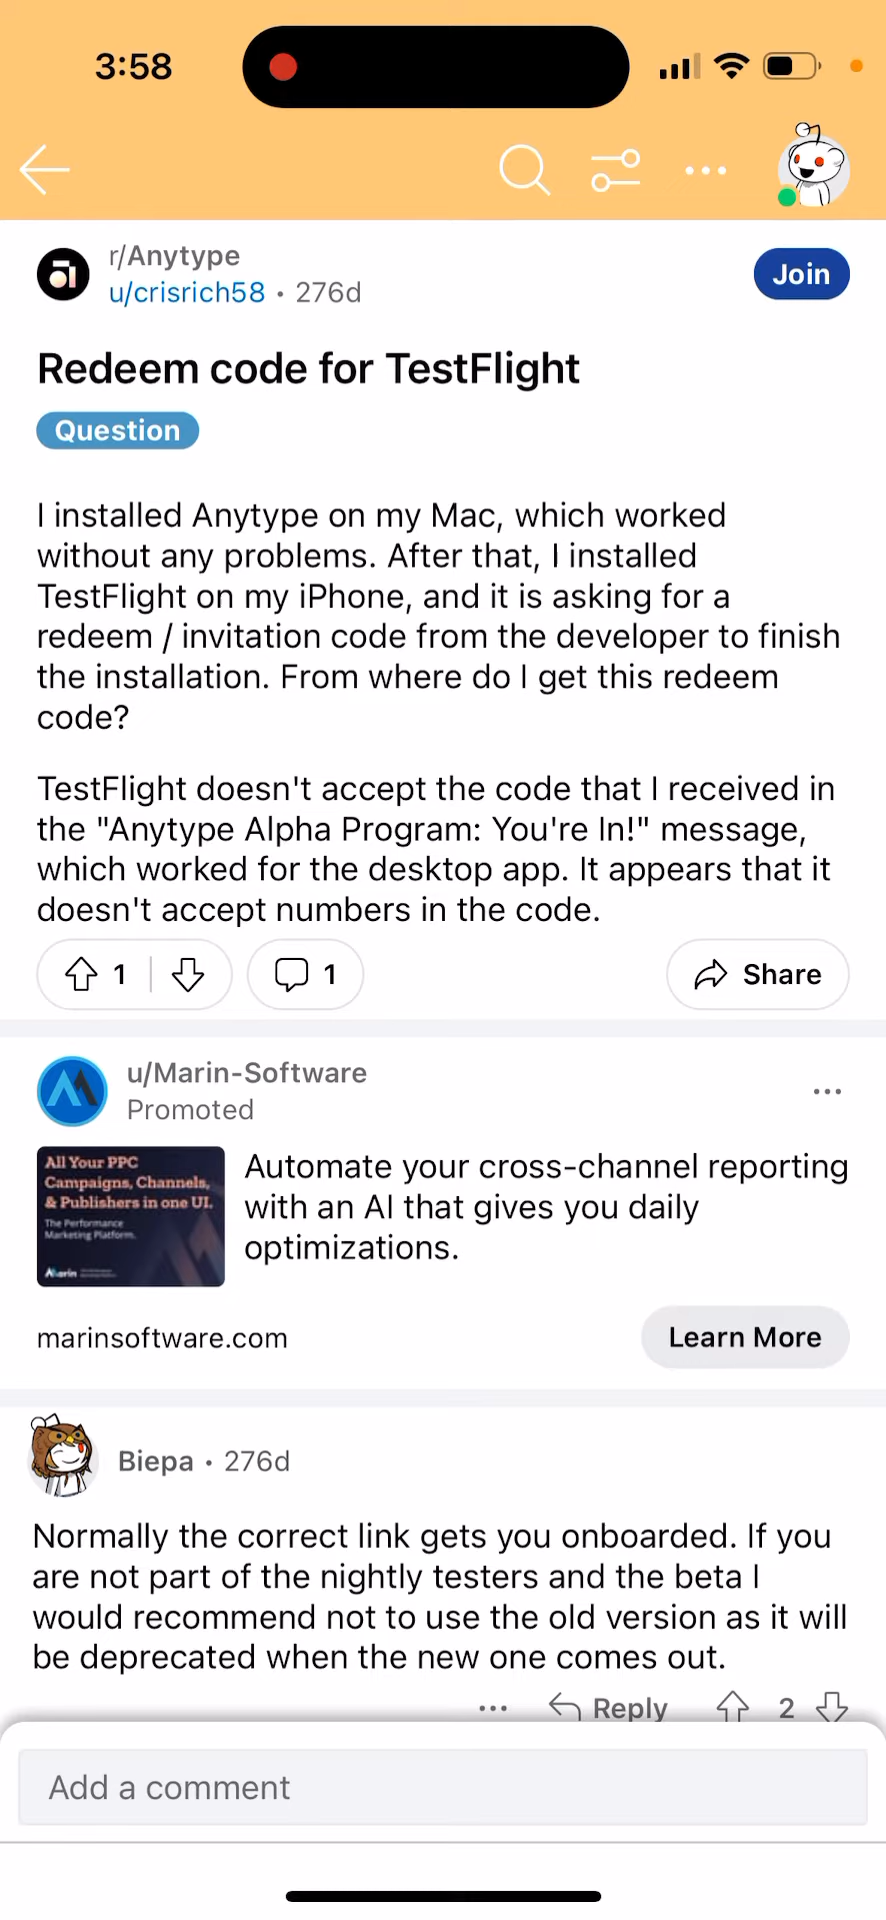 3:58
r/Anytype
u/crisrich58 • 276d
Join
Redeem code for TestFlight
Question
I installed Anytype on my Mac, which worked
without any problems. After that, I installed
TestFlight on my iPhone, and it is asking for a
redeem / invitation code from the developer to finish
the installation. From where do I get this redeem
code?
TestFlight doesn't accept the code that I received in
the "Anytype Alpha Program: You're In!" message,
which worked for the desktop app. It appears that it
doesn't accept numbers in the code.
1
1
Share
u/Marin-Software
Promoted
All Your PPC
Campaigns, Channels,
& Publishers in one UI.
The Performance
Marketing Platform.
Marin
Automate your cross-channel reporting
with an AI that gives you daily
optimizations.
marinsoftware.com
Learn More
Biepa • 276d
Normally the correct link gets you onboarded. If you
are not part of the nightly testers and the beta I
would recommend not to use the old version as it will
be deprecated when the new one comes out.
Reply
2
Add a comment